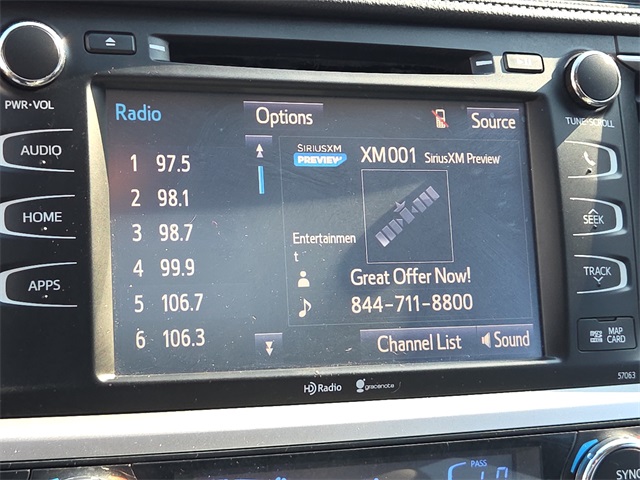 PWR•VOL
AUDIO
HOME
APPS
Radio
Options
Source
1 97.5
2 98.1
3 98.7
4 99.9
5 106.7
6 106.3
SIRIUSXM
PREVIEW
XM001 SiriusXM Preview
Entertainmen
t
Great Offer Now!
844-711-8800
Channel List
Sound
TUNE•SCROLL
SEEK
TRACK
MAP
CARD
57063
HD Radio
gracenote
PASS
SYNC